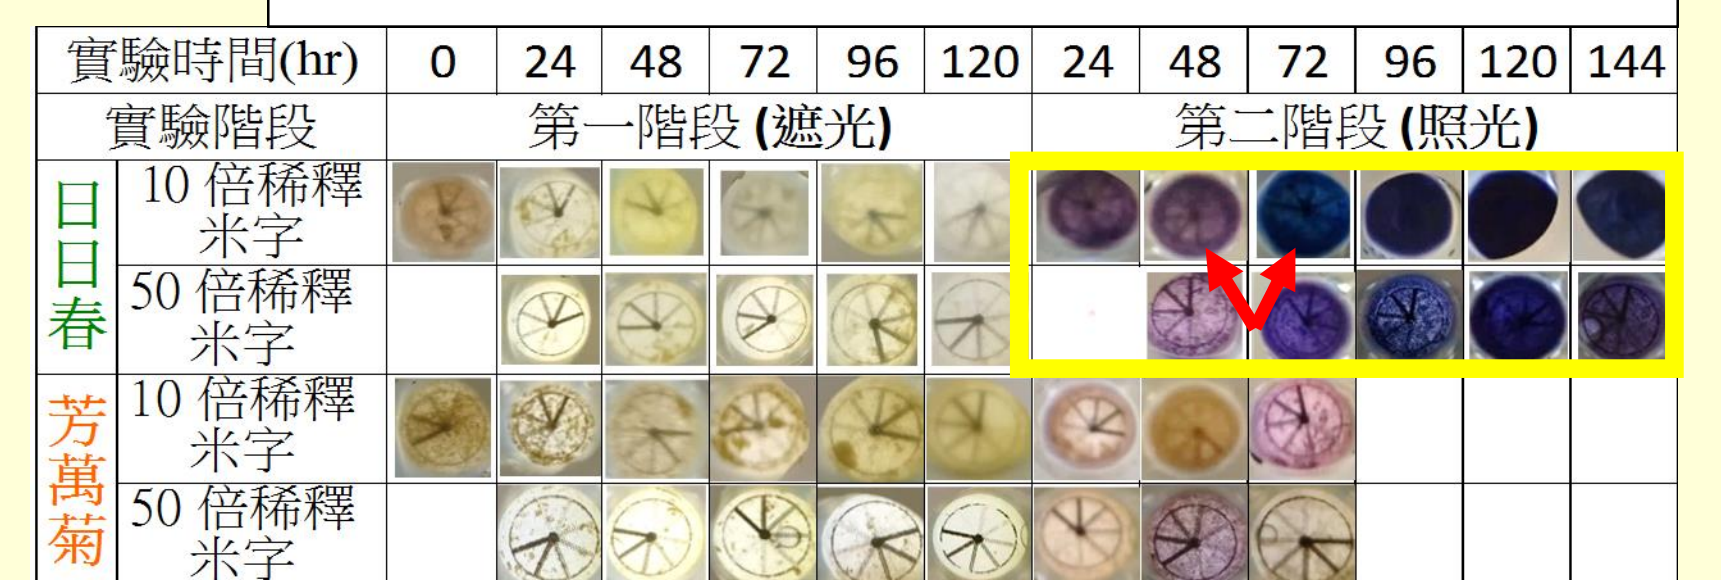 實驗時間(hr) 0 24 48 72 96 120 24 48 72 96 120 144
實驗階段 第一階段 (遮光) 第二階段 (照光)
日日春
10 倍稀釋
米字
50 倍稀釋
米字
芳萬菊
10 倍稀釋
米字
50 倍稀釋
米字